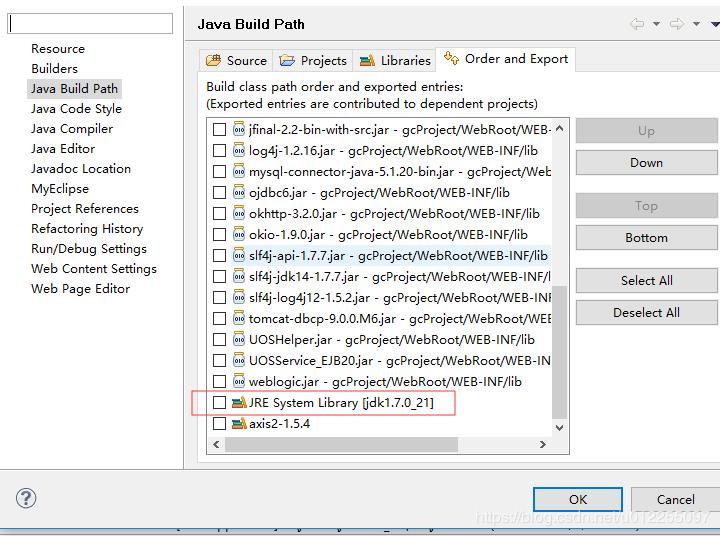 Java Build Path
Resource
Builders
Java Build Path
Java Code Style
Java Compiler
Java Editor
Javadoc Location
MyEclipse
Project References
Refactoring History
Run/Debug Settings
Web Content Settings
Web Page Editor
Source
Projects
Libraries
Order and Export
Build class path order and exported entries:
(Exported entries are contributed to dependent projects)
jfinal-2.2-bin-with-src.jar - gcProject/WebRoot/WEB-
log4j-1.2.16.jar - gcProject/WebRoot/WEB-INF/lib
mysql-connector-java-5.1.20-bin.jar - gcProject/Web
ojdbc6.jar - gcProject/WebRoot/WEB-INF/lib
okhttp-3.2.0.jar - gcProject/WebRoot/WEB-INF/lib
okio-1.9.0.jar - gcProject/WebRoot/WEB-INF/lib
slf4j-api-1.7.7.jar - gcProject/WebRoot/WEB-INF/lib
slf4j-jdk14-1.7.7.jar - gcProject/WebRoot/WEB-INF/l
slf4j-log4j12-1.5.2.jar - gcProject/WebRoot/WEB-INF
tomcat-dbcp-9.0.0.M6.jar - gcProject/WebRoot/WEB
UOSHelper.jar - gcProject/WebRoot/WEB-INF/lib
UOSService_EJB20.jar - gcProject/WebRoot/WEB-IN
weblogic.jar - gcProject/WebRoot/WEB-INF/lib
JRE System Library [jdk1.7.0_21]
axis2-1.5.4
Up
Down
Top
Bottom
Select All
Deselect All
OK
Cancel
https://blog.csdn.net/u012255097